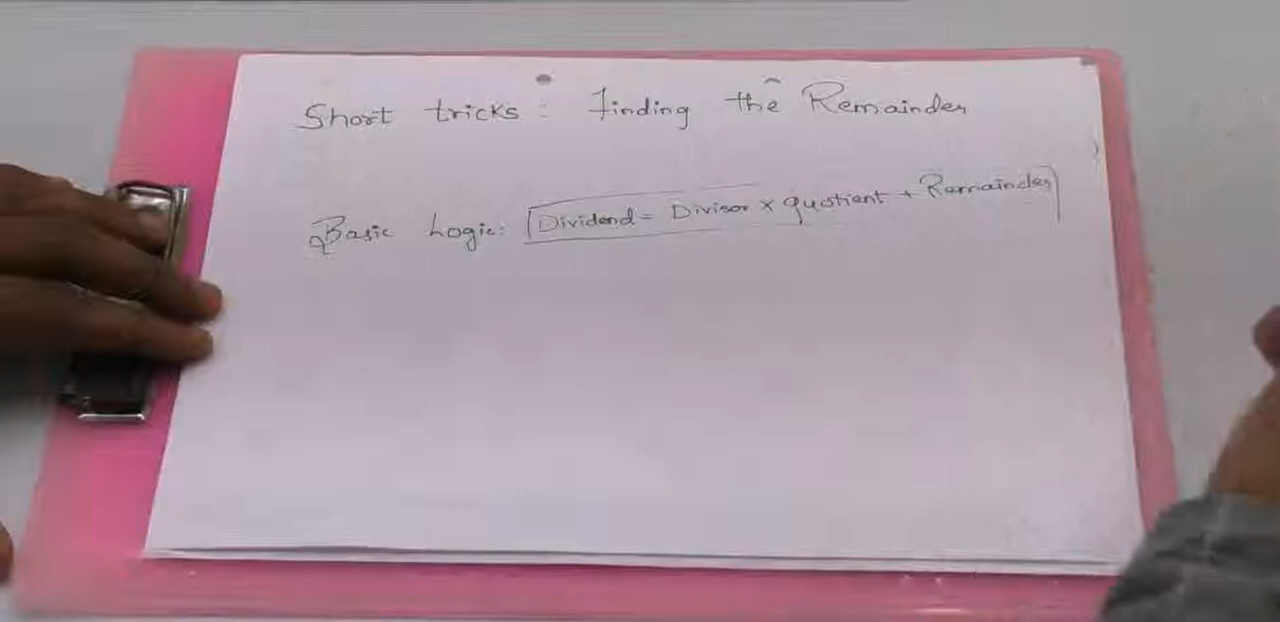 Short tricks : Finding the Remainder
Basic Logic: Dividend = Divisor x quotient + Remainder